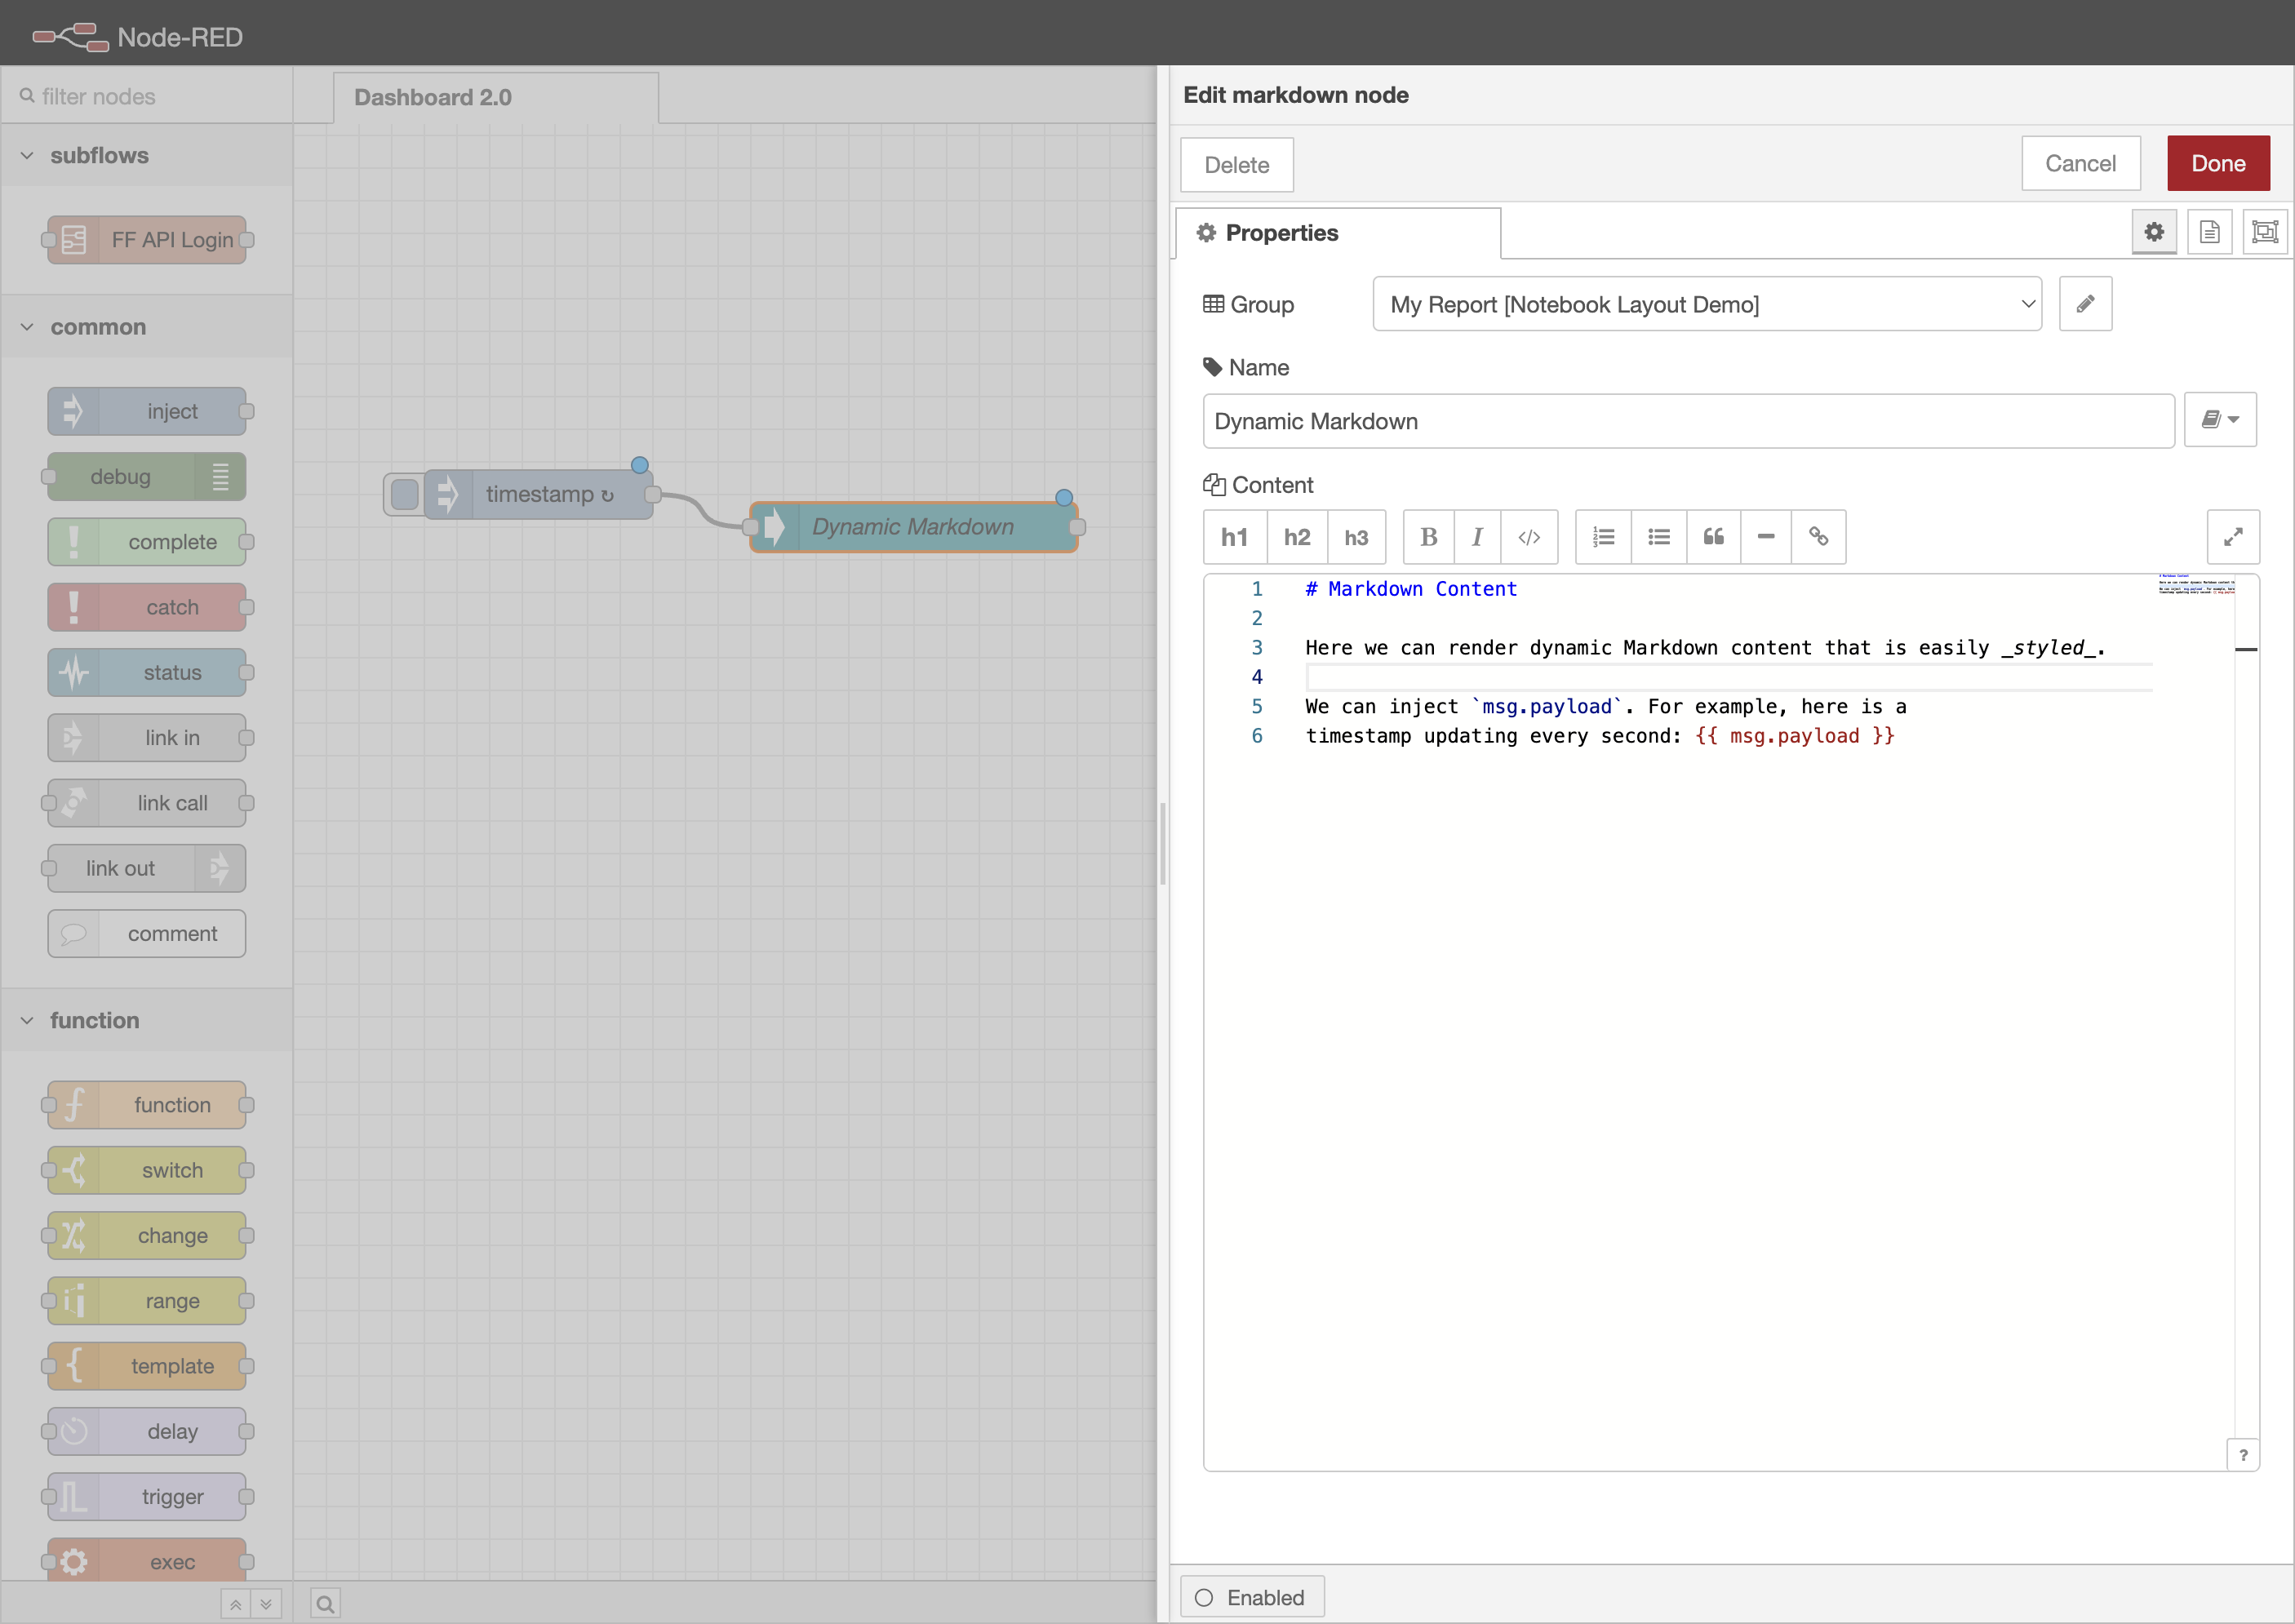 Node-RED
filter nodes
subflows
FF API Login
common
inject
debug
complete
catch
status
link in
link call
link out
comment
function
function
switch
change
range
template
delay
trigger
exec
Dashboard 2.0
timestamp ↻
Dynamic Markdown
Edit markdown node
Delete
Cancel
Done
Properties
Group
My Report [Notebook Layout Demo]
Name
Dynamic Markdown
Content
h1 h2 h3 B I </>
1 # Markdown Content
2
3 Here we can render dynamic Markdown content that is easily _styled_.
4
5 We can inject `msg.payload`. For example, here is a
6 timestamp updating every second: {{ msg.payload }}
?
Enabled